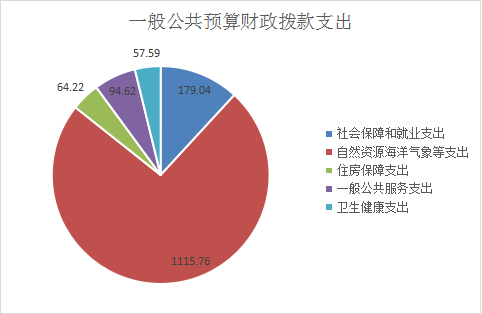 一般公共预算财政拨款支出
57.59
179.04
94.62
64.22
1115.76
社会保障和就业支出
自然资源海洋气象等支出
住房保障支出
一般公共服务支出
卫生健康支出